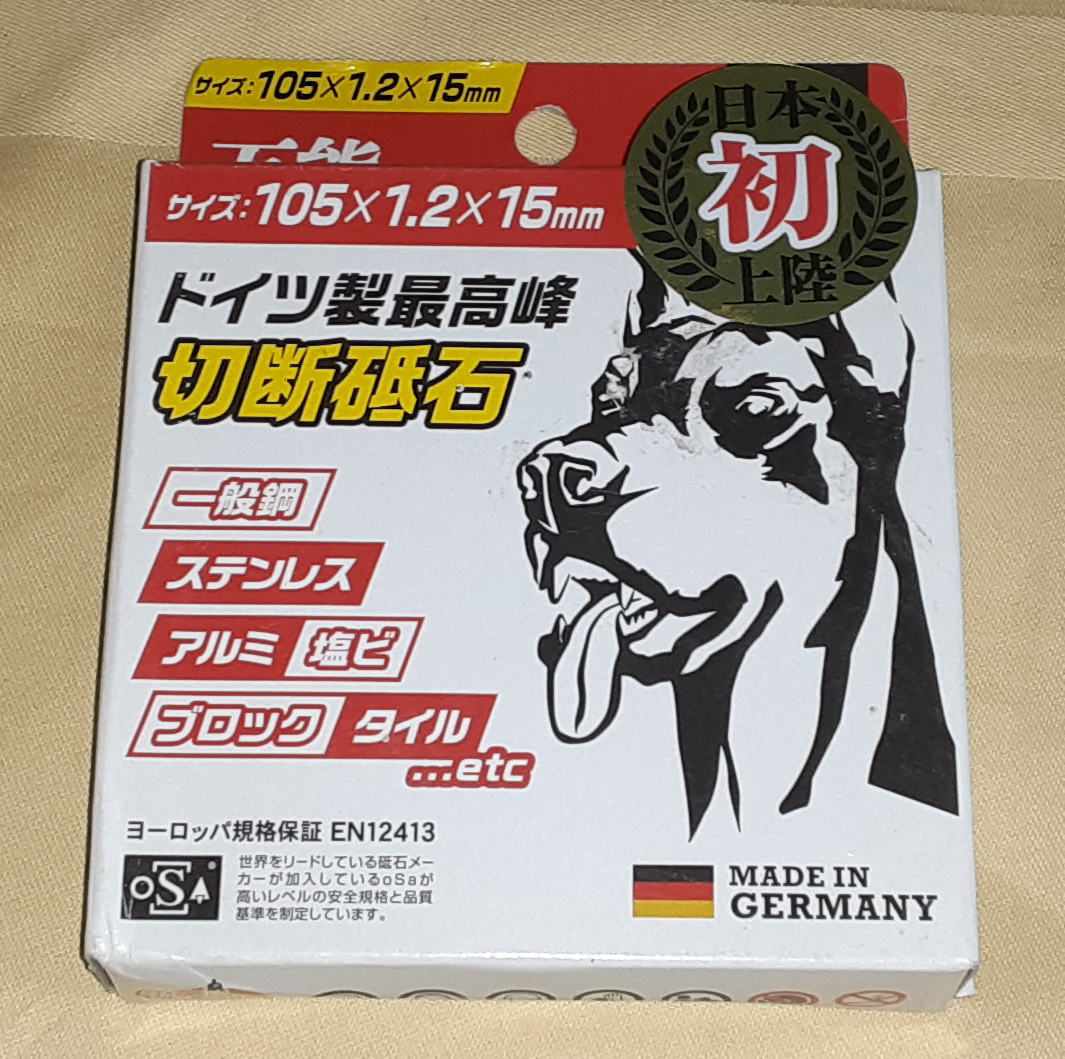 サイズ:105×1.2×15mm
万能
日本
初
上陸
サイズ:105×1.2×15mm
ドイツ製最高峰
切断砥石
一般鋼
ステンレス
アルミ 塩ビ
ブロック タイル
...etc
ヨーロッパ規格保証 EN12413
oSa
世界をリードしている砥石メー
カーが加入しているoSaが
高いレベルの安全規格と品質
基準を制定しています。
MADE IN
GERMANY